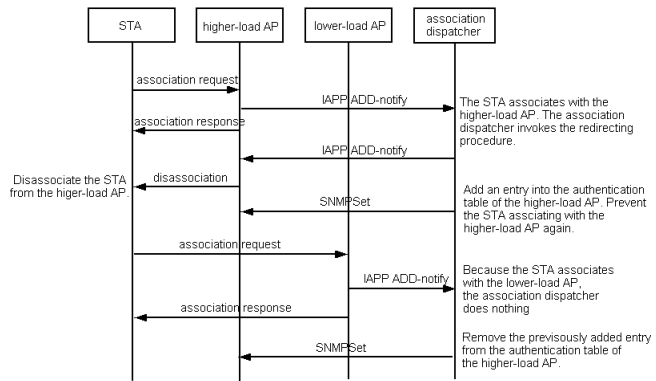 STA
higher-load AP
lower-load AP
association
dispatcher
association request
IAPP ADD-notify
The STA associates with the
higher-load AP. The association
dispatcher invokes the redirecting
procedure.
association response
IAPP ADD-notify
Disassociate the STA
from the higer-load AP.
disassociation
SNMPSet
Add an entry into the authentication
table of the higher-load AP. Prevent
the STA assciating with the
higher-load AP again.
association request
IAPP ADD-notify
Because the STA associates
with the lower-load AP,
the association dispatcher
does nothing
association response
SNMPSet
Remove the previsously added entry
from the authentication table of
the higher-load AP.